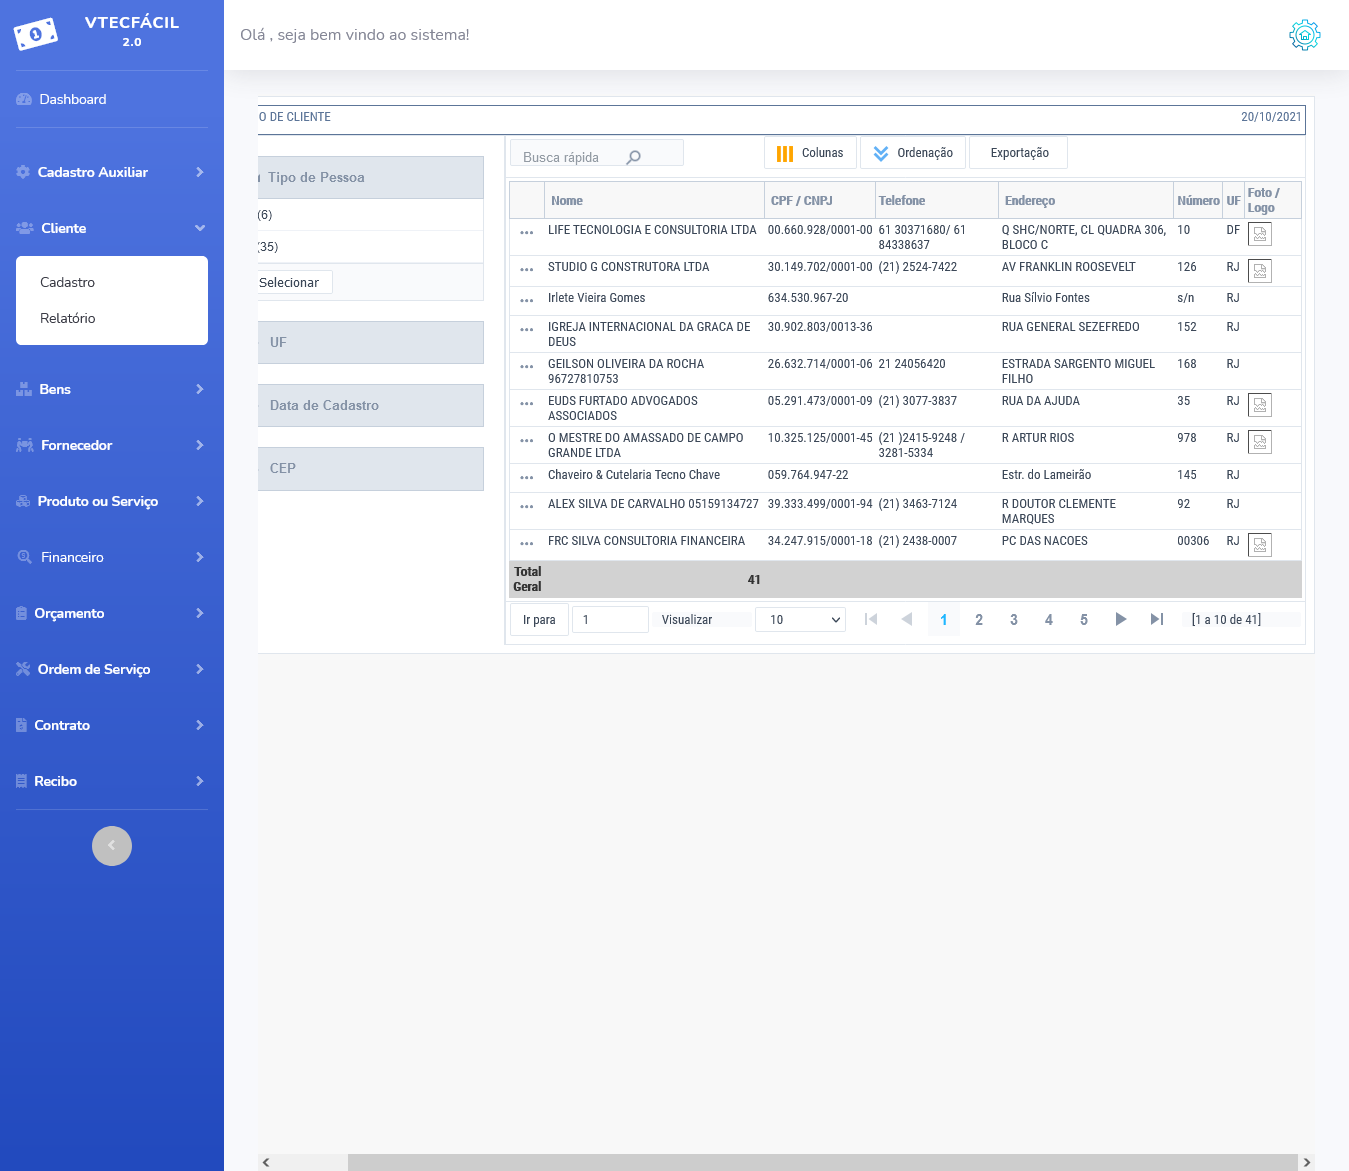 VTECFÁCIL
2.0
Olá , seja bem vindo ao sistema!
Dashboard
Cadastro Auxiliar
Cliente
Cadastro
Relatório
Bens
Fornecedor
Produto ou Serviço
Financeiro
Orçamento
Ordem de Serviço
Contrato
Recibo
O DE CLIENTE 20/10/2021
Tipo de Pessoa
(6)
(35)
Selecionar
UF
Data de Cadastro
CEP
Busca rápida Colunas Ordenação Exportação
Nome CPF / CNPJ Telefone Endereço Número UF Foto / Logo
LIFE TECNOLOGIA E CONSULTORIA LTDA 00.660.928/0001-00 61 30371680/ 61 84338637 Q SHC/NORTE, CL QUADRA 306, BLOCO C 10 DF
STUDIO G CONSTRUTORA LTDA 30.149.702/0001-00 (21) 2524-7422 AV FRANKLIN ROOSEVELT 126 RJ
Irlete Vieira Gomes 634.530.967-20 Rua Sílvio Fontes s/n RJ
IGREJA INTERNACIONAL DA GRACA DE DEUS 30.902.803/0013-36 RUA GENERAL SEZEFREDO 152 RJ
GEILSON OLIVEIRA DA ROCHA 96727810753 26.632.714/0001-06 21 24056420 ESTRADA SARGENTO MIGUEL FILHO 168 RJ
EUDS FURTADO ADVOGADOS ASSOCIADOS 05.291.473/0001-09 (21) 3077-3837 RUA DA AJUDA 35 RJ
O MESTRE DO AMASSADO DE CAMPO GRANDE LTDA 10.325.125/0001-45 (21 )2415-9248 / 3281-5334 R ARTUR RIOS 978 RJ
Chaveiro & Cutelaria Tecno Chave 059.764.947-22 Estr. do Lameirão 145 RJ
ALEX SILVA DE CARVALHO 05159134727 39.333.499/0001-94 (21) 3463-7124 R DOUTOR CLEMENTE MARQUES 92 RJ
FRC SILVA CONSULTORIA FINANCEIRA 34.247.915/0001-18 (21) 2438-0007 PC DAS NACOES 00306 RJ
Total Geral 41
Ir para 1 Visualizar 10 1 2 3 4 5 [1 a 10 de 41]